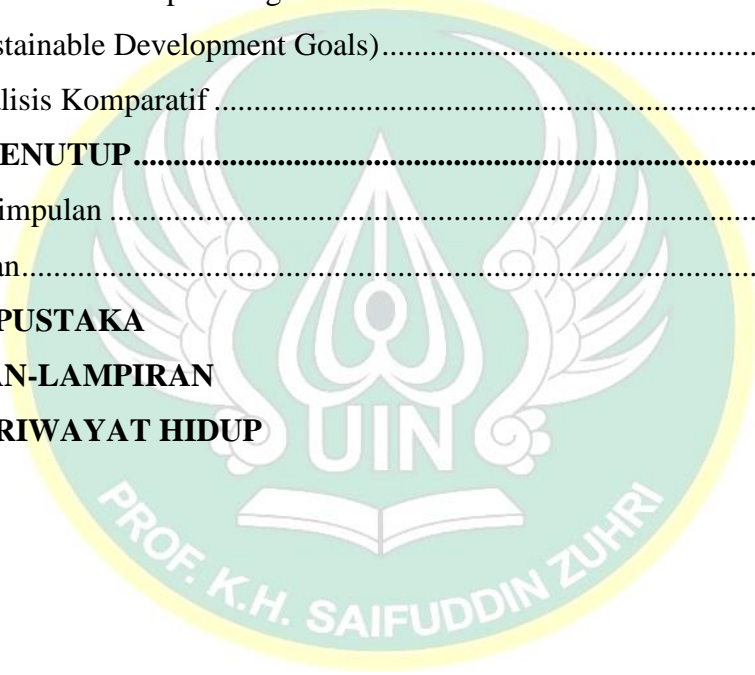 stainable Development Goals)
lisis Komparatif
ENUTUP
impulan
an
PUSTAKA
AN-LAMPIRAN
RIWAYAT HIDUP
UIN
PROF. K.H. SAIFUDDIN ZUHRI